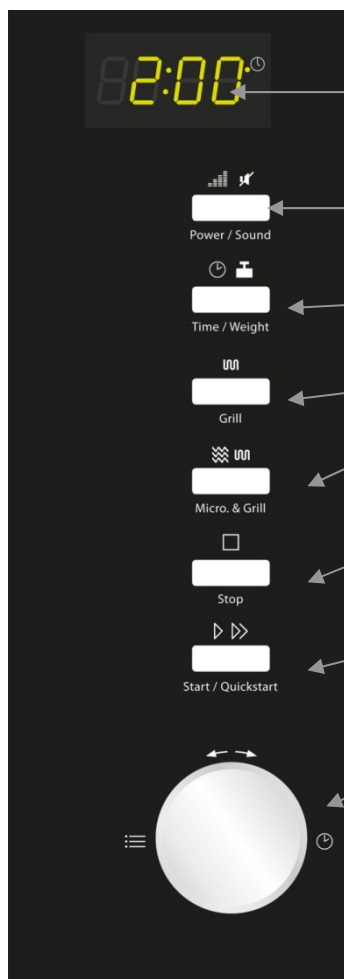 2:00
Power / Sound
Time / Weight
Grill
Micro. & Grill
Stop
Start / Quickstart